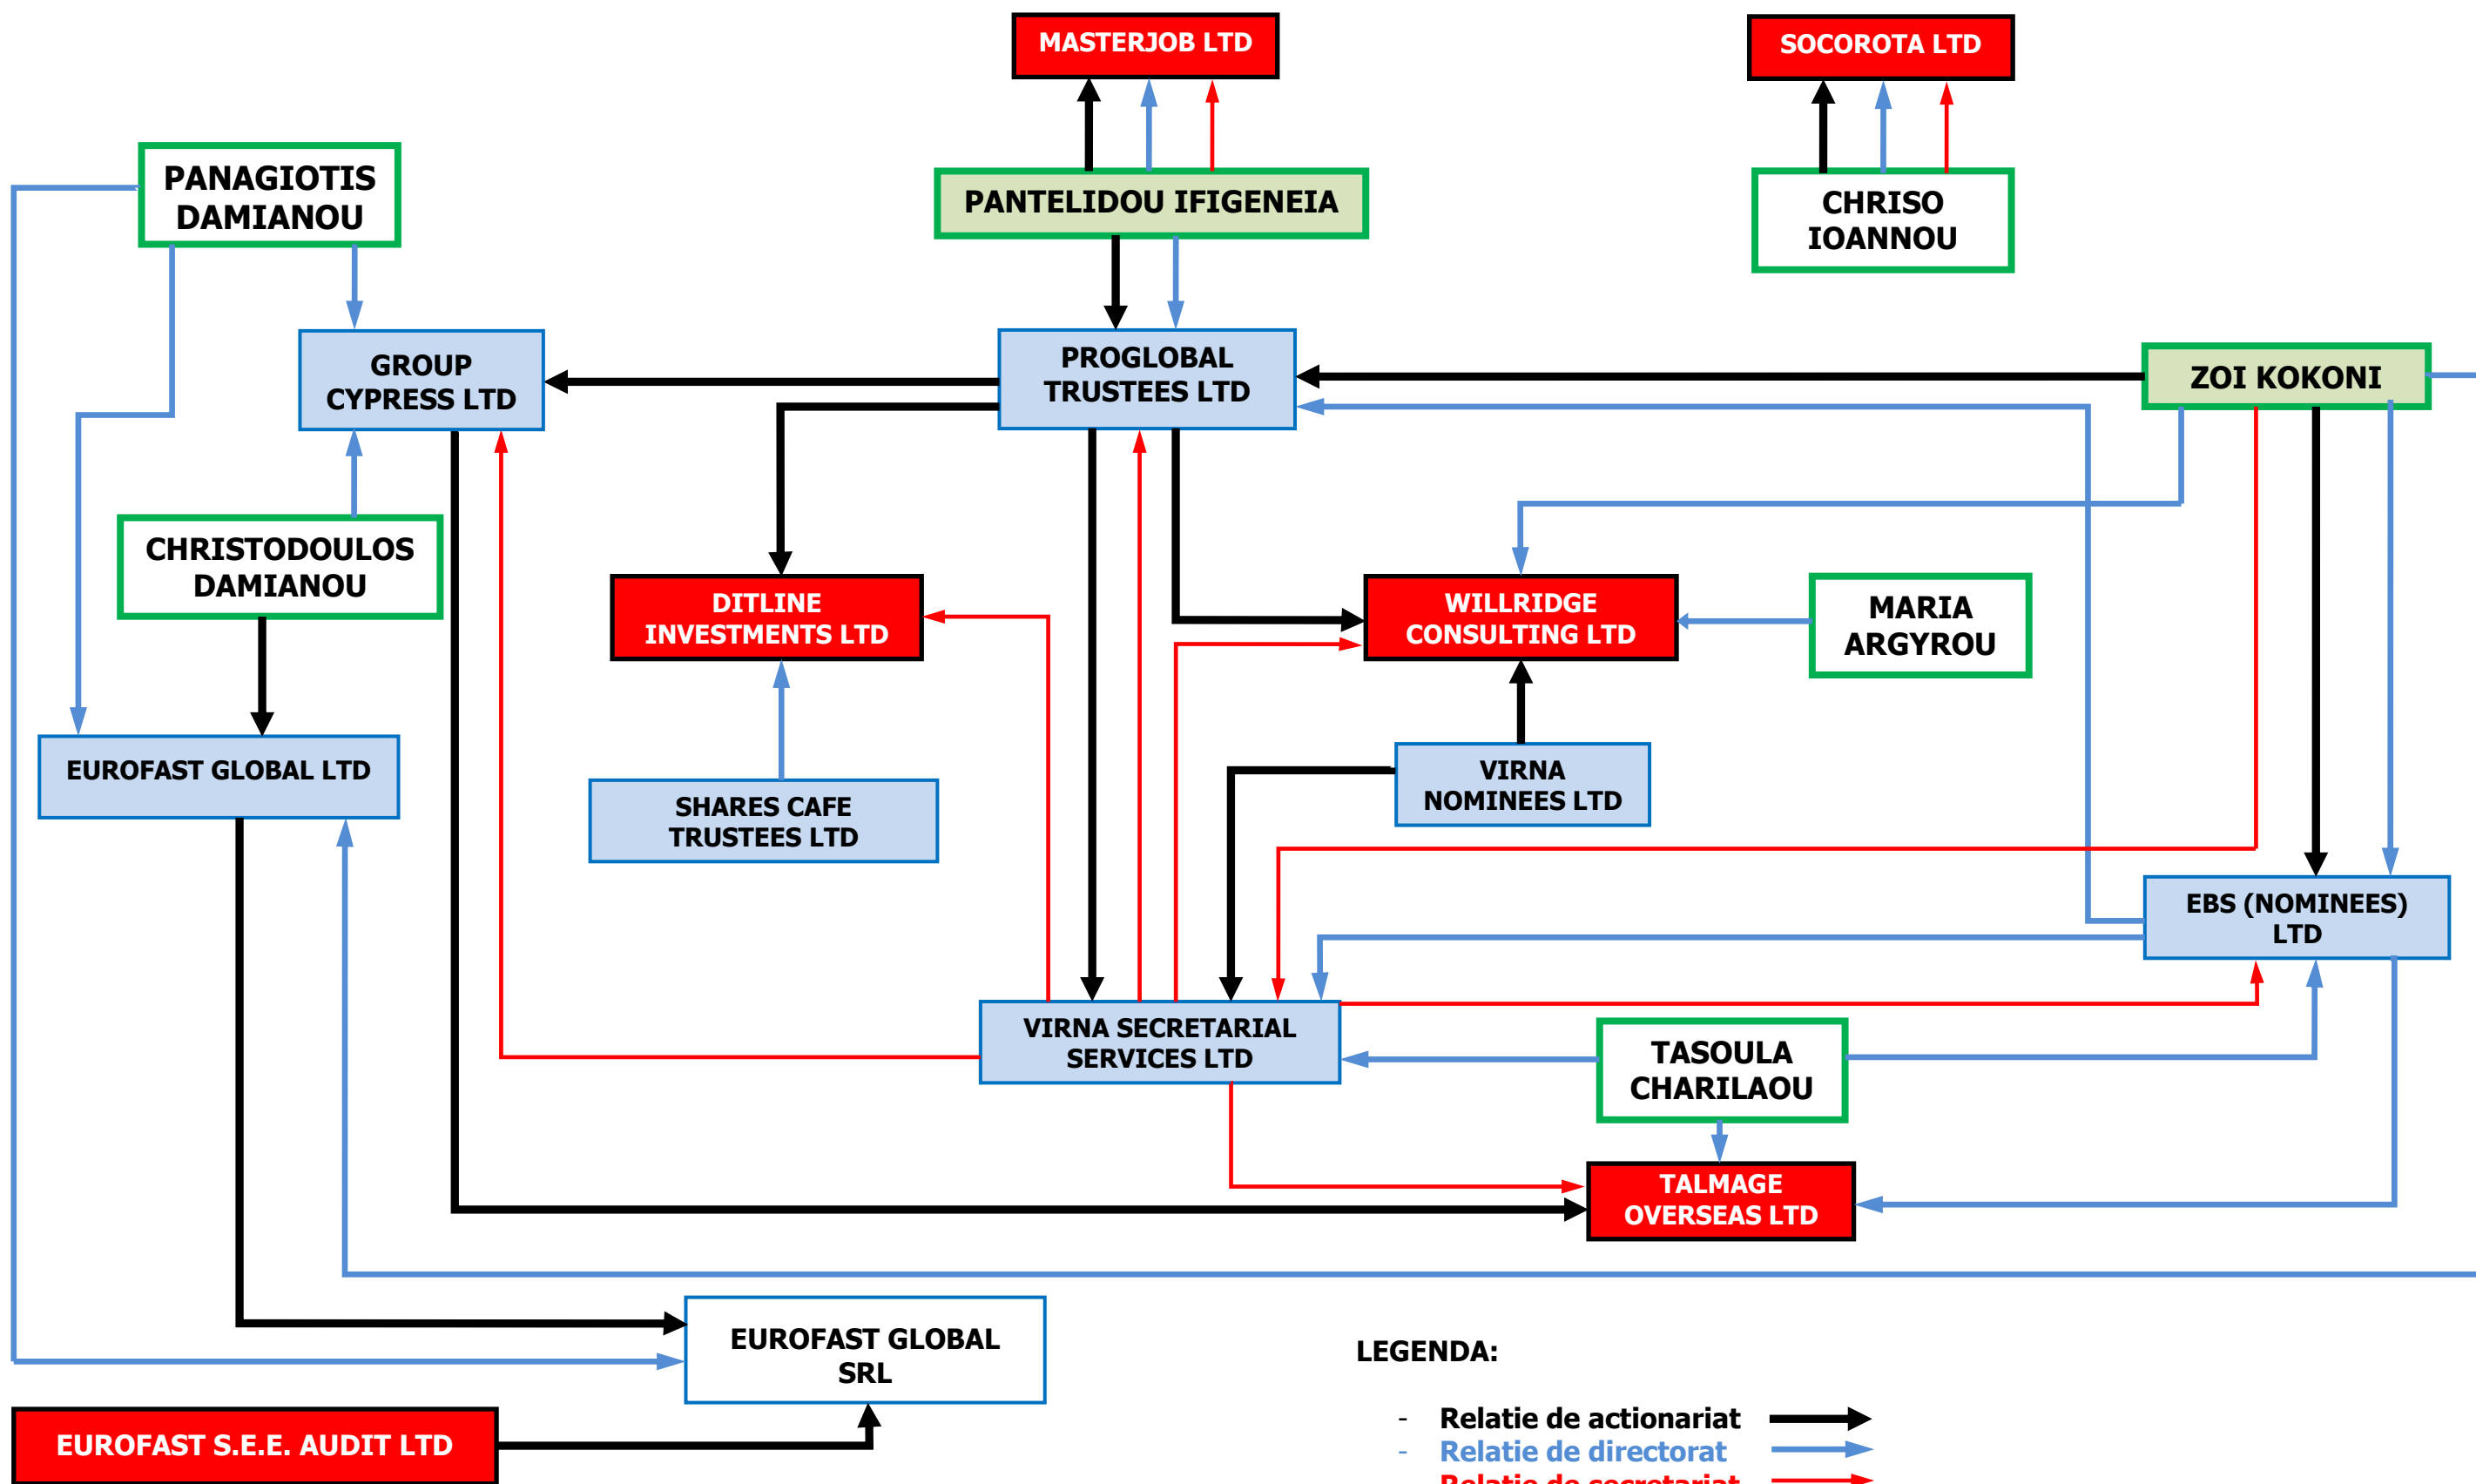 MASTERJOB LTD
SOCOROTA LTD
PANAGIOTIS
DAMIANOU
PANTELIDOU IFIGENEIA
CHRISO
IOANNOU
GROUP
CYPRESS LTD
PROGLOBAL
TRUSTEES LTD
ZOI KOKONI
CHRISTODOULOS
DAMIANOU
DITLINE
INVESTMENTS LTD
WILLRIDGE
CONSULTING LTD
MARIA
ARGYROU
EUROFAST GLOBAL LTD
SHARES CAFE
TRUSTEES LTD
VIRNA
NOMINEES LTD
EBS (NOMINEES)
LTD
VIRNA SECRETARIAL
SERVICES LTD
TASOULA
CHARILAOU
TALMAGE
OVERSEAS LTD
EUROFAST GLOBAL
SRL
EUROFAST S.E.E. AUDIT LTD
LEGENDA:
- Relatie de actionariat
- Relatie de directorat
Relatie de secretariat